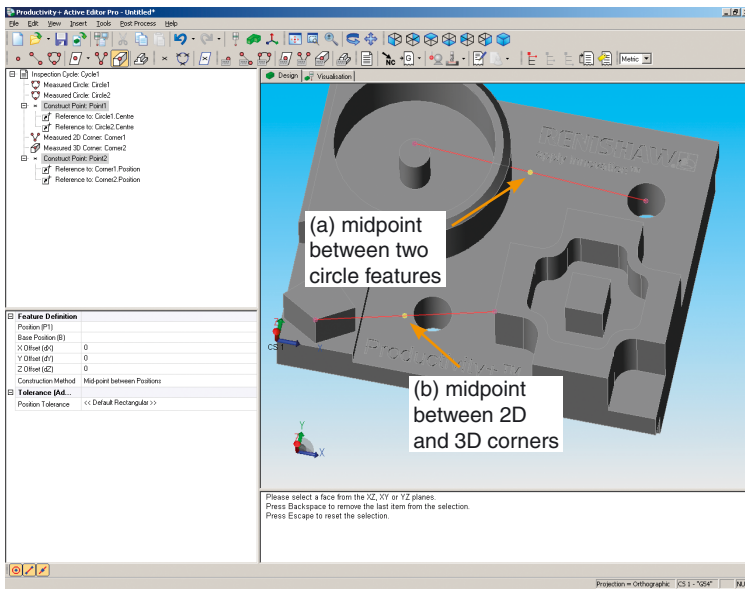 Productivity+ Active Editor Pro - Untitled*
File Edit View Insert Tools Post Process Help
Metric
Inspection Cycle: Cycle1
Measured Circle: Circle1
Measured Circle: Circle2
Construct Point: Point1
Reference to: Circle1.Centre
Reference to: Circle2.Centre
Measured 2D Corner: Corner1
Measured 3D Corner: Corner2
Construct Point: Point2
Reference to: Corner1.Position
Reference to: Corner2.Position
Design Visualisation
RENISHAW
(a) midpoint
between two
circle features
CS 1
(b) midpoint
between 2D
and 3D corners
Y
Z
X
Feature Definition
Position (P1)
Base Position (B)
X Offset (dX) 0
Y Offset (dY) 0
Z Offset (dZ) 0
Construction Method Mid-point between Positions
Tolerance (Ad...
Position Tolerance << Default Rectangular >>
Please select a face from the XZ, XY or YZ planes.
Press Backspace to remove the last item from the selection.
Press Escape to reset the selection.
Projection = Orthographic CS 1 - "G54" NU